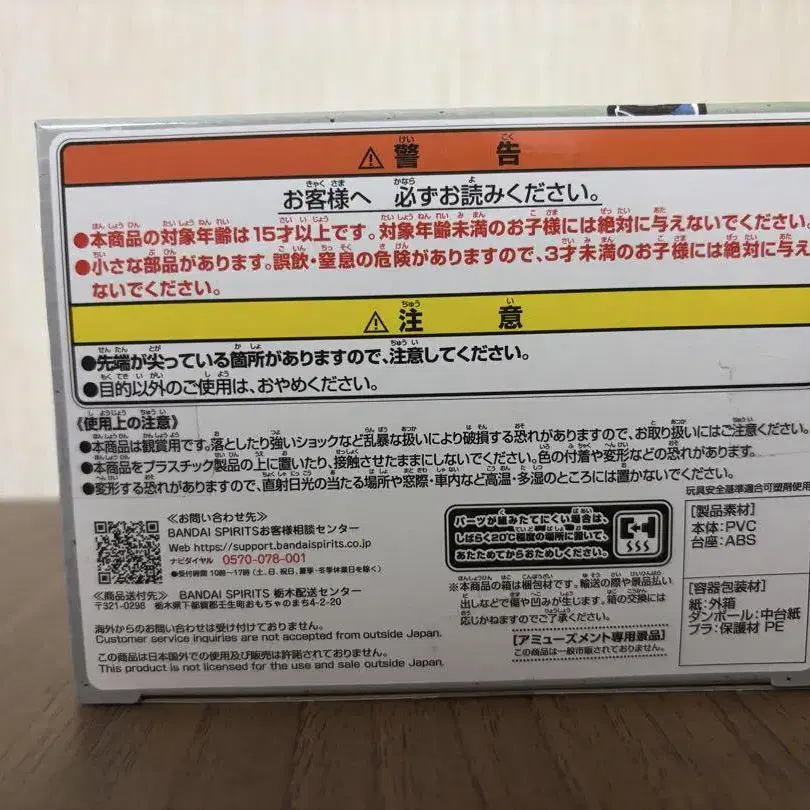 ⚠警告
お客様へ 必ずお読みください。
●本商品の対象年齢は15才以上です。対象年齢未満のお子様には絶対に与えないでください。
●小さな部品があります。誤飲・窒息の危険がありますので、3才未満のお子様には絶対に与え
ないでください。
⚠注意
●先端が尖っている箇所がありますので、注意してください。
●目的以外のご使用は、おやめください。
《使用上の注意》
●本商品は観賞用です。落としたり強いショックなど乱暴な扱いにより破損する恐れがありますので、お取り扱いにはご注意ください。
●本商品をプラスチック製品の上に置いたり、接触させたままにしないでください。色の付着や変形などの恐れがあります。
●変形する恐れがありますので、直射日光の当たる場所や窓際・車内など高温・多湿のところには置かないでください。
玩具安全基準適合可塑剤使用
≪お問い合わせ先≫
BANDAI SPIRITSお客様相談センター
Web https://support.bandaispirits.co.jp
ナビダイヤル 0570-078-001
●受付時間 10時~17時(土、日、祝日、夏季・冬季休業日を除く)
≪商品送付先≫ BANDAI SPIRITS 栃木配送センター
〒321-0298 栃木県下都賀郡壬生町おもちゃのまち4-2-20
海外からのお問い合わせは受け付けておりません。
Customer service inquiries are not accepted from outside Japan.
この商品は日本国外での使用及び販売は許諾されておりません。
This product is not licensed for the use and sale outside Japan.
パーツが組みたてにくい場合は、
しばらく20℃程度の場所に置いて、
あたためてからおためしください。
※本商品の箱は梱包材です。輸送の際や景品払い
出しなどで傷や凹みが生じます。箱の交換には
応じかねますのでご了承ください。
[アミューズメント専用景品]
この商品は一般市販されておりません。
[製品素材]
本体:PVC
台座:ABS
[容器包装材]
紙:外箱
ダンボール:中台紙
プラ:保護材 PE